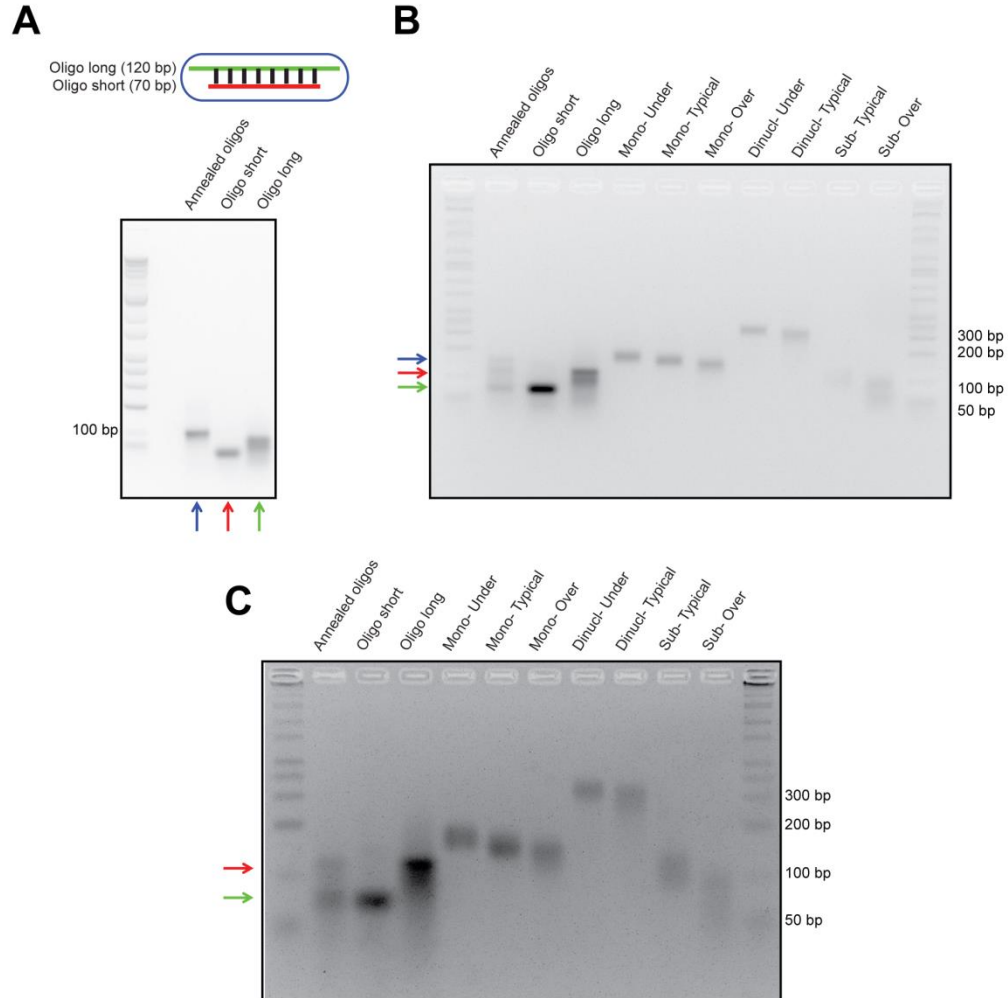 A
Oligo long (120 bp)
Oligo short (70 bp)
Annealed oligos
Oligo short
Oligo long
100 bp
B
Annealed oligos
Oligo short
Oligo long
Mono- Under
Mono- Typical
Mono- Over
Dinucl- Under
Dinucl- Typical
Sub- Typical
Sub- Over
300 bp
200 bp
100 bp
50 bp
C
Annealed oligos
Oligo short
Oligo long
Mono- Under
Mono- Typical
Mono- Over
Dinucl- Under
Dinucl- Typical
Sub- Typical
Sub- Over
300 bp
200 bp
100 bp
50 bp